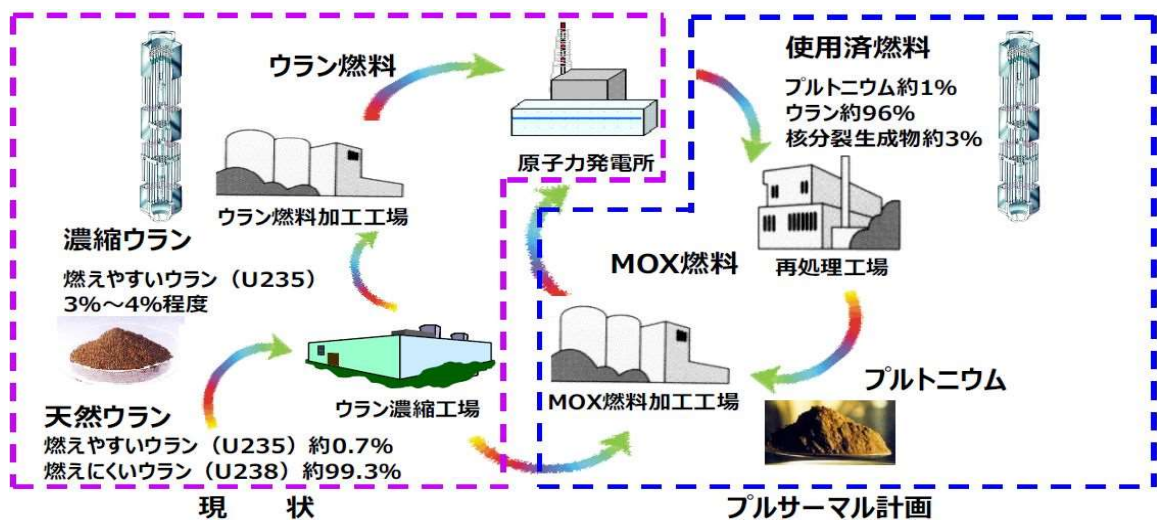 ウラン燃料
原子力発電所
ウラン燃料加工工場
濃縮ウラン
燃えやすいウラン（U235）
3%～4%程度
ウラン濃縮工場
天然ウラン
燃えやすいウラン（U235）約0.7%
燃えにくいウラン（U238）約99.3%
現　状
使用済燃料
プルトニウム約1%
ウラン約96%
核分裂生成物約3%
再処理工場
MOX燃料
MOX燃料加工工場
プルトニウム
プルサーマル計画